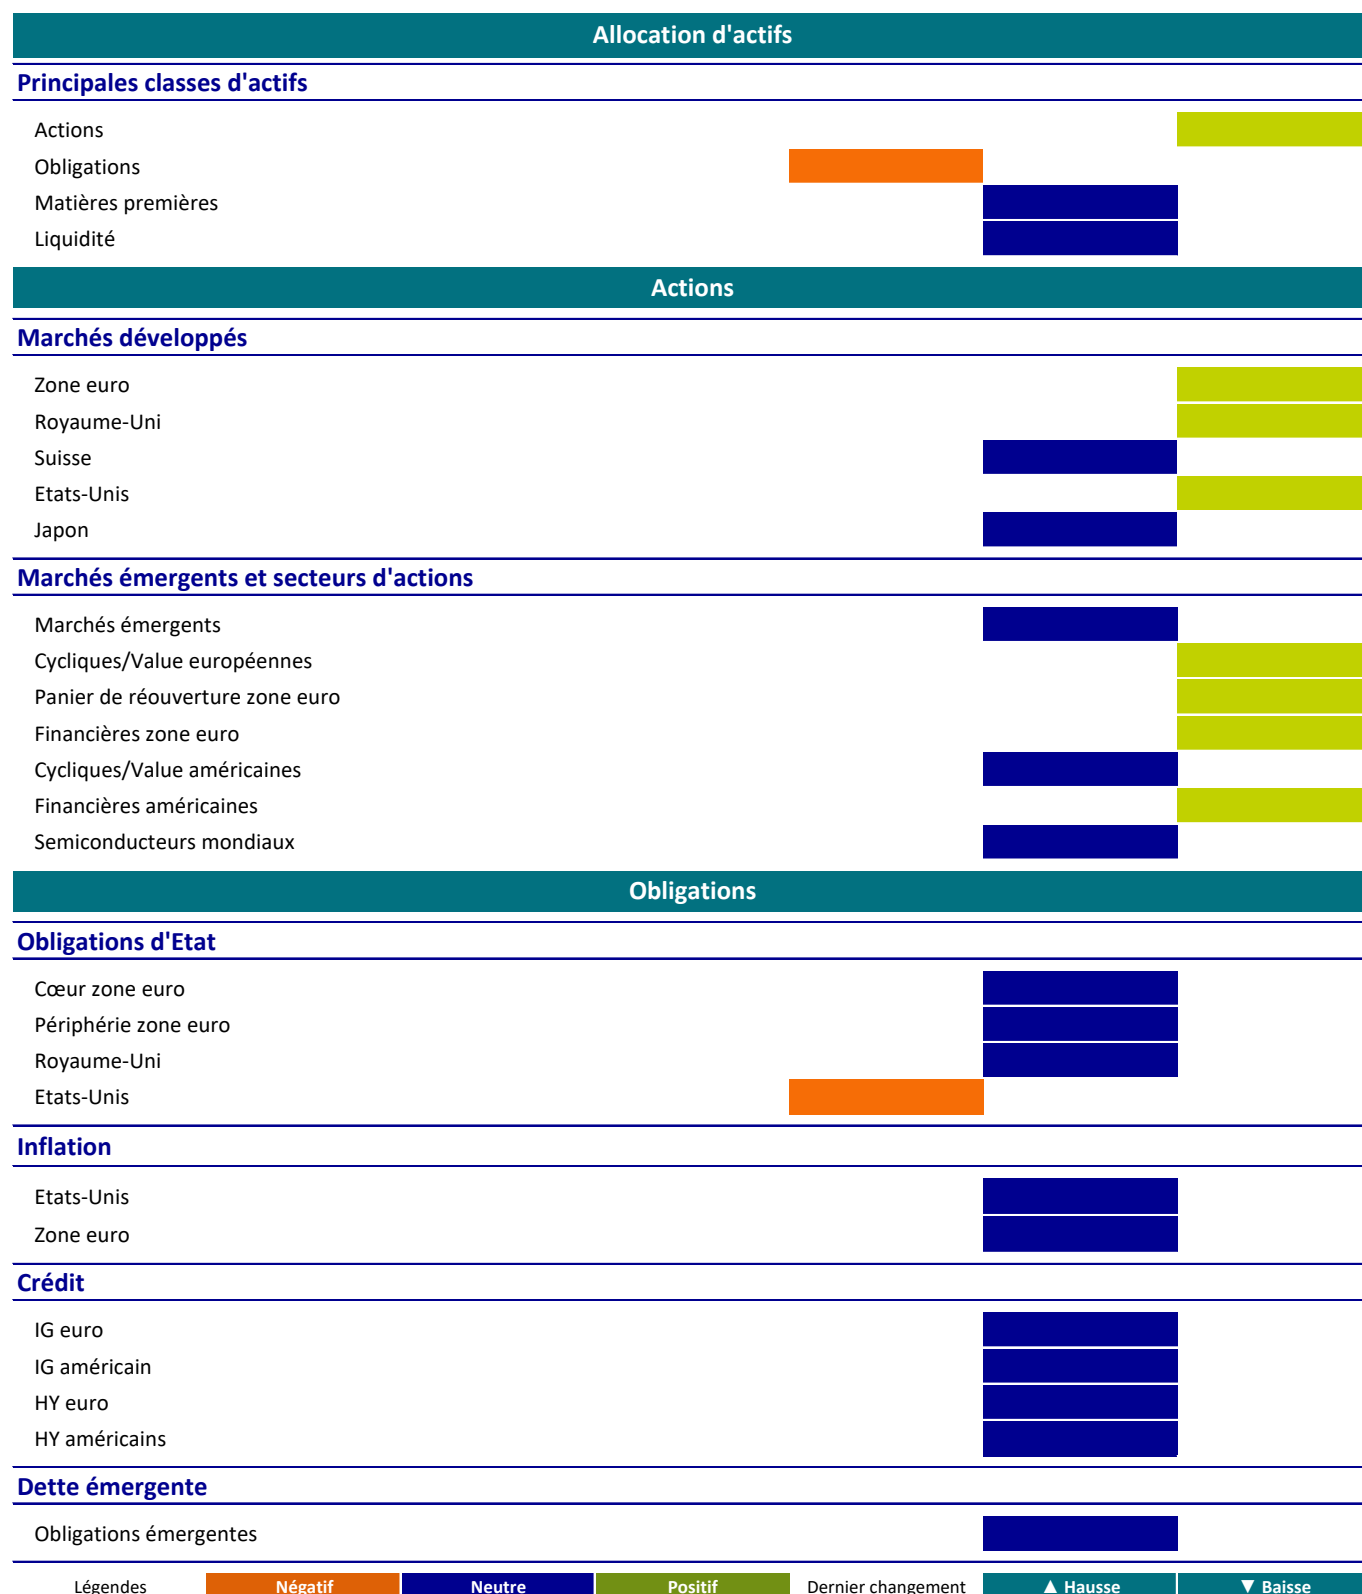 Allocation d'actifs
Principales classes d'actifs
Actions
Obligations
Matières premières
Liquidité
Actions
Marchés développés
Zone euro
Royaume-Uni
Suisse
Etats-Unis
Japon
Marchés émergents et secteurs d'actions
Marchés émergents
Cycliques/Value européennes
Panier de réouverture zone euro
Financières zone euro
Cycliques/Value américaines
Financières américaines
Semiconducteurs mondiaux
Obligations
Obligations d'Etat
Cœur zone euro
Périphérie zone euro
Royaume-Uni
Etats-Unis
Inflation
Etats-Unis
Zone euro
Crédit
IG euro
IG américain
HY euro
HY américains
Dette émergente
Obligations émergentes
Légendes Négatif Neutre Positif Dernier changement ▲ Hausse ▼ Baisse